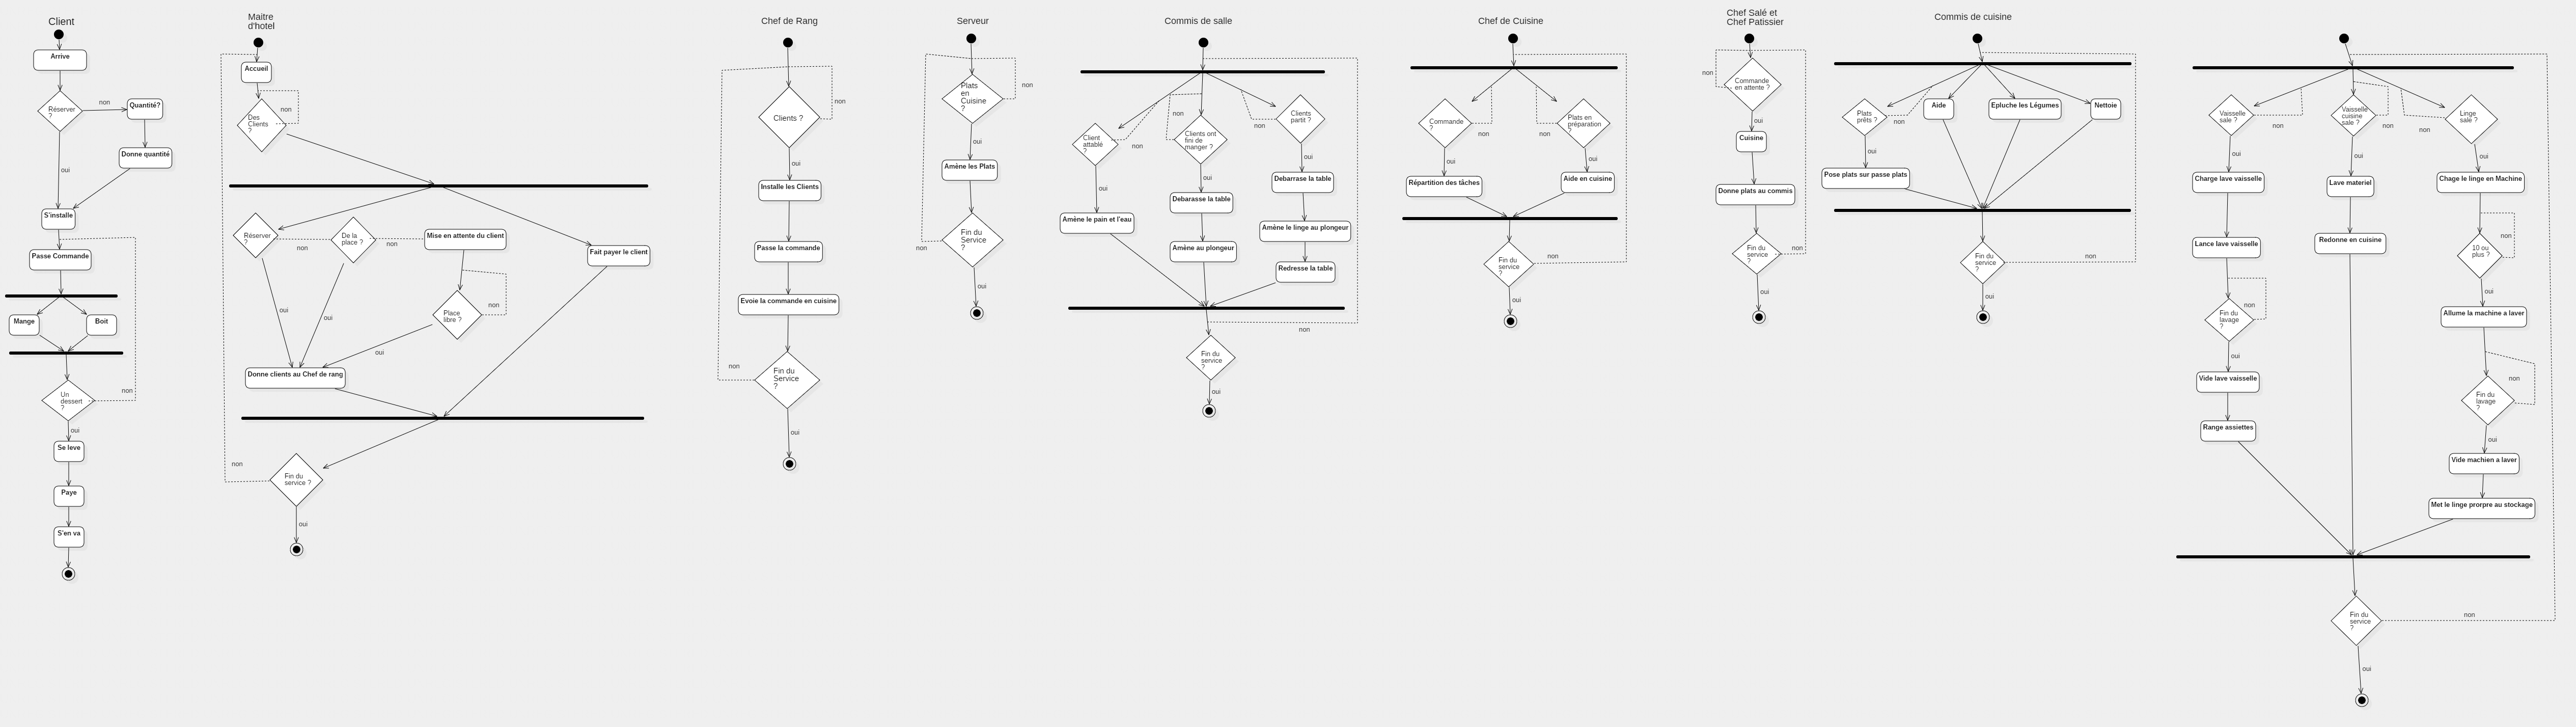 Client
Arrive
Réserver
?
non
Quantité?
Donne quantité
oui
S'installe
Passe Commande
Mange
Boit
Un
dessert
?
non
oui
Se leve
Paye
S'en va
Maitre
d'hotel
Accueil
non
Des
Clients
?
Réserver
?
non
De la
place ?
non
Mise en attente du client
Fait payer le client
oui
oui
non
Place
libre ?
oui
Donne clients au Chef de rang
non
Fin du
service ?
oui
Chef de Rang
non
Clients ?
oui
Installe les Clients
Passe la commande
Evoie la commande en cuisine
non
Fin du
Service
?
oui
Serveur
Plats
en
Cuisine
?
non
oui
Amène les Plats
non
Fin du
Service
?
oui
Commis de salle
Client
attablé
?
non
oui
Amène le pain et l'eau
non
Clients ont
fini de
manger ?
oui
Debarasse la table
Amène au plongeur
Clients
partit ?
non
oui
Debarrase la table
Amène le linge au plongeur
Redresse la table
non
Fin du
service
?
oui
Chef de Cuisine
Commande
?
non
oui
Répartition des tâches
Plats en
préparation
?
non
oui
Aide en cuisine
Fin du
service
?
non
oui
Chef Salé et
Chef Patissier
non
Commande
en attente ?
oui
Cuisine
Donne plats au commis
Fin du
service
?
non
oui
Commis de cuisine
Plats
prêts ?
non
oui
Pose plats sur passe plats
Aide
Epluche les Légumes
Nettoie
Fin du
service
?
non
oui
Vaisselle
sale ?
non
oui
Charge lave vaisselle
Lance lave vaisselle
non
Fin du
lavage
?
oui
Vide lave vaisselle
Range assiettes
Vaisselle
cuisine
sale ?
non
oui
Lave materiel
Redonne en cuisine
Linge
sale ?
non
oui
Chage le linge en Machine
non
10 ou
plus ?
oui
Allume la machine a laver
non
Fin du
lavage
?
oui
Vide machien a laver
Met le linge prorpre au stockage
Fin du
service
?
non
oui